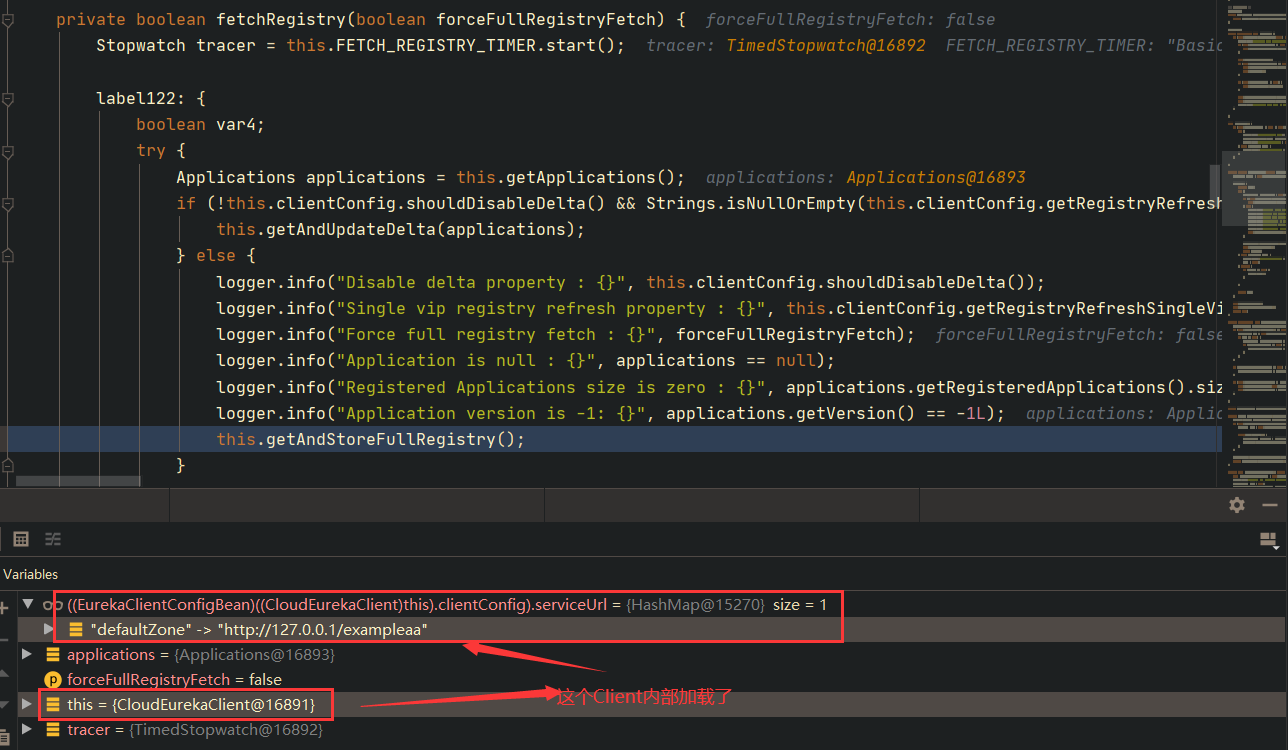 private boolean fetchRegistry(boolean forceFullRegistryFetch) {  forceFullRegistryFetch: false
Stopwatch tracer = this.FETCH_REGISTRY_TIMER.start();  tracer: TimedStopwatch@16892  FETCH_REGISTRY_TIMER: "Basic
label122: {
boolean var4;
try {
Applications applications = this.getApplications();  applications: Applications@16893
if (!this.clientConfig.shouldDisableDelta() && Strings.isNullOrEmpty(this.clientConfig.getRegistryRefresh
this.getAndUpdateDelta(applications);
} else {
logger.info("Disable delta property : {}", this.clientConfig.shouldDisableDelta());
logger.info("Single vip registry refresh property : {}", this.clientConfig.getRegistryRefreshSingleVi
logger.info("Force full registry fetch : {}", forceFullRegistryFetch);  forceFullRegistryFetch: false
logger.info("Application is null : {}", applications == null);
logger.info("Registered Applications size is zero : {}", applications.getRegisteredApplications().siz
logger.info("Application version is -1: {}", applications.getVersion() == -1L);  applications: Applic
this.getAndStoreFullRegistry();
}
Variables
((EurekaClientConfigBean)((CloudEurekaClient)this).clientConfig).serviceUrl = {HashMap@15270}  size = 1
"defaultZone" -> "http://127.0.0.1/exampleaa"
applications = {Applications@16893}
forceFullRegistryFetch = false
this = {CloudEurekaClient@16891}
这个Client内部加载了
tracer = {TimedStopwatch@16892}